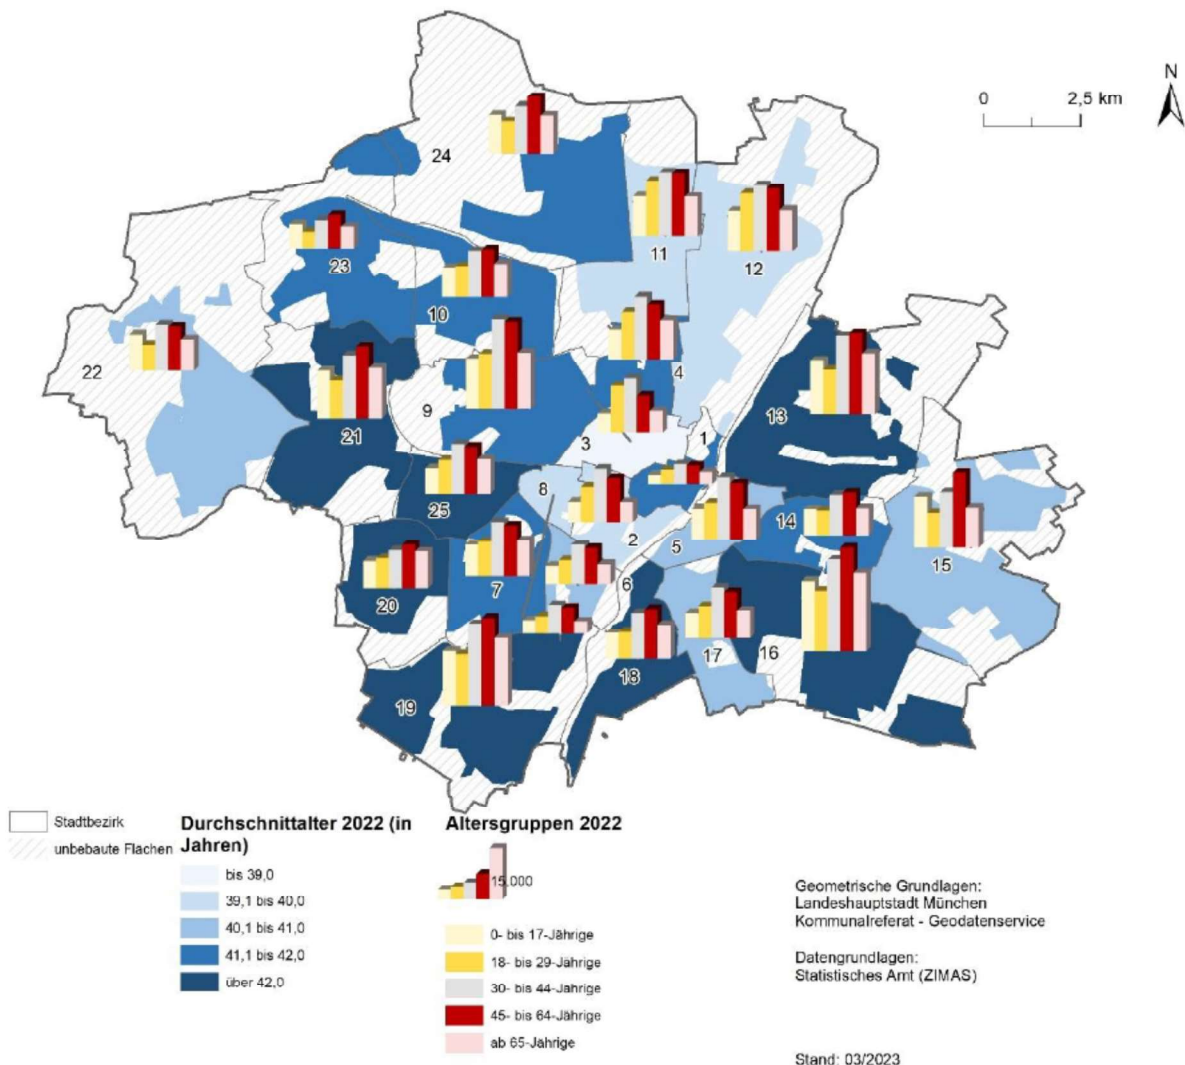 N
0 2,5 km
24
11
12
23
10
22
4
9
3
1
13
21
8
25
14
2
5
15
6
7
20
16
17
18
19
Stadtbezirk
unbebaute Flächen
Durchschnittalter 2022 (in
Jahren)
bis 39,0
39,1 bis 40,0
40,1 bis 41,0
41,1 bis 42,0
über 42,0
Altersgruppen 2022
15.000
0- bis 17-Jährige
18- bis 29-Jährige
30- bis 44-Jährige
45- bis 64-Jährige
ab 65-Jährige
Geometrische Grundlagen:
Landeshauptstadt München
Kommunalreferat - Geodatenservice
Datengrundlagen:
Statistisches Amt (ZIMAS)
Stand: 03/2023